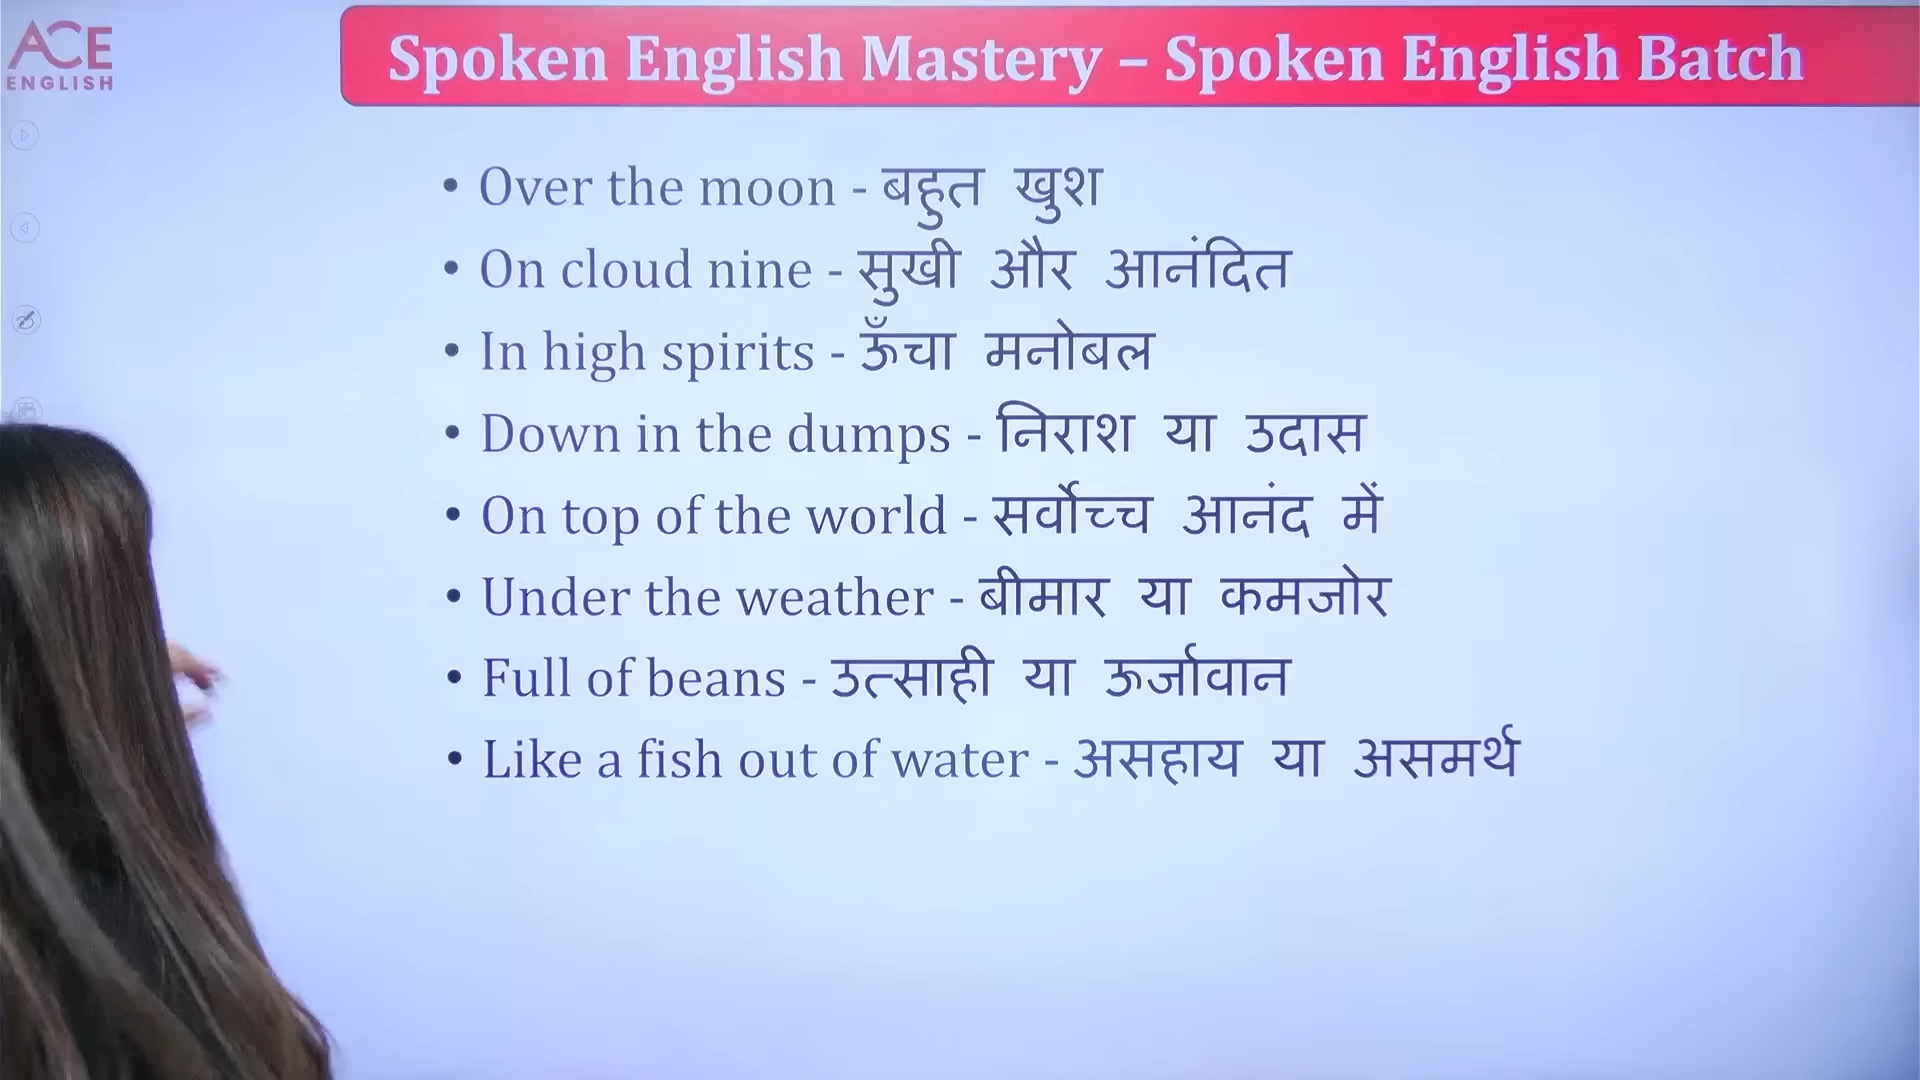 ACE
ENGLISH
Spoken English Mastery – Spoken English Batch
• Over the moon - बहुत खुश
• On cloud nine - सुखी और आनंदित
• In high spirits - ऊँचा मनोबल
• Down in the dumps - निराश या उदास
• On top of the world - सर्वोच्च आनंद में
• Under the weather - बीमार या कमजोर
• Full of beans - उत्साही या ऊर्जावान
• Like a fish out of water - असहाय या असमर्थ